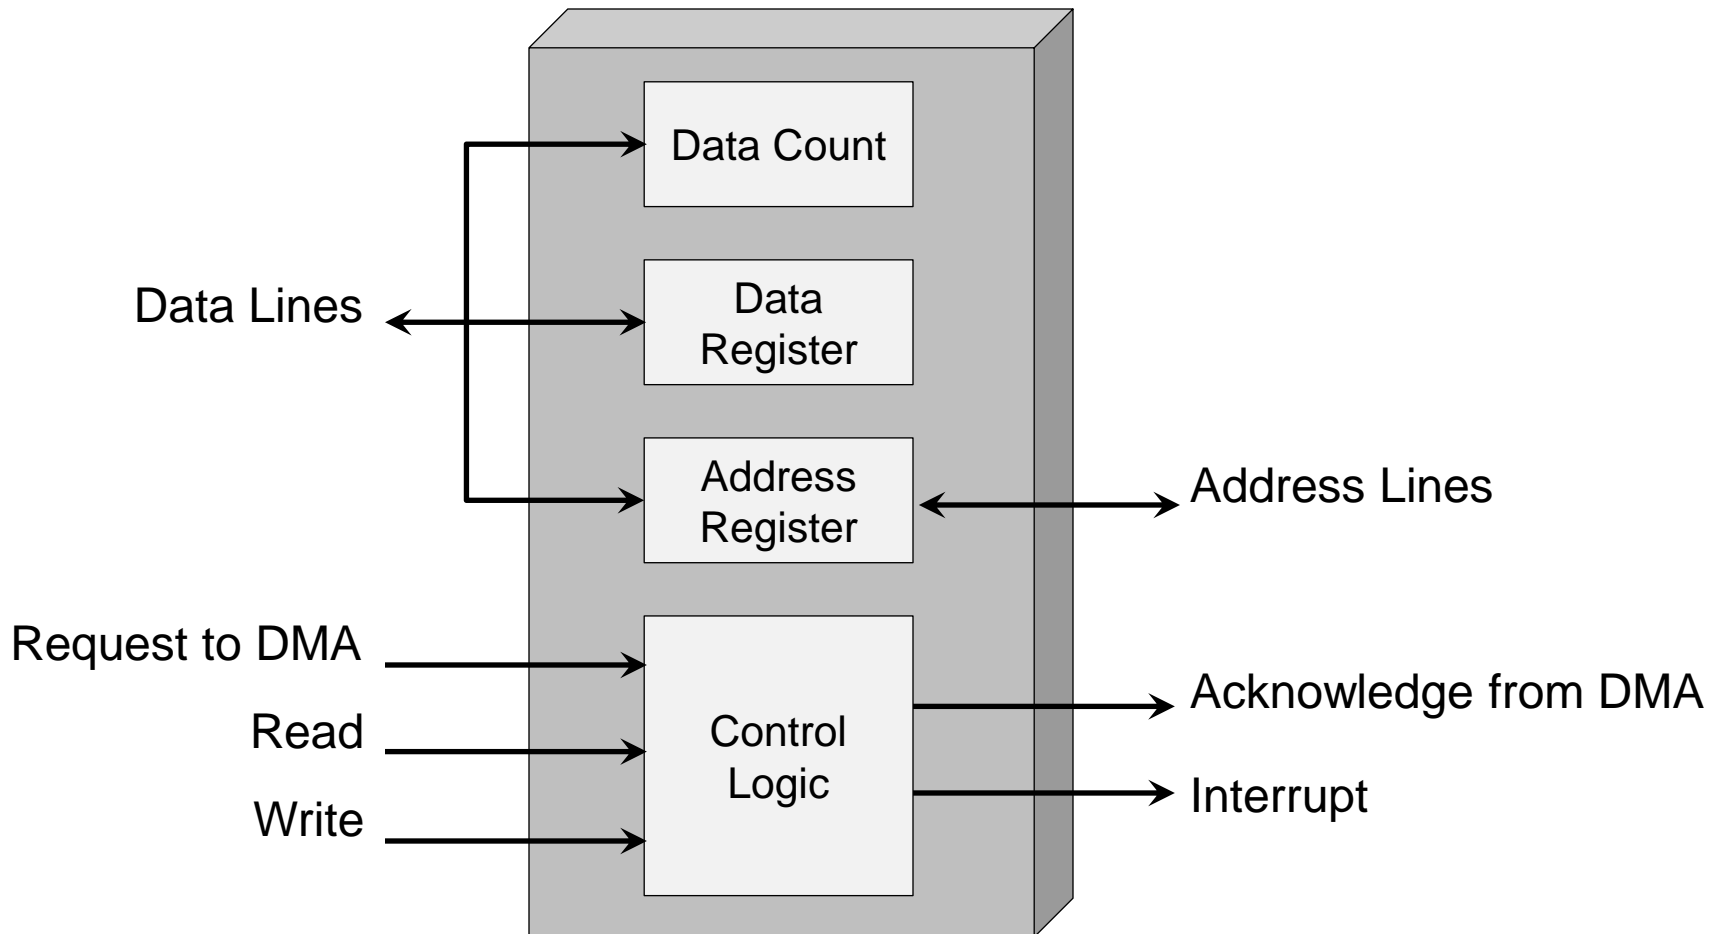 Data Count
Data Lines
Data
Register
Address
Register
Address Lines
Request to DMA
Read
Write
Control
Logic
Acknowledge from DMA
Interrupt